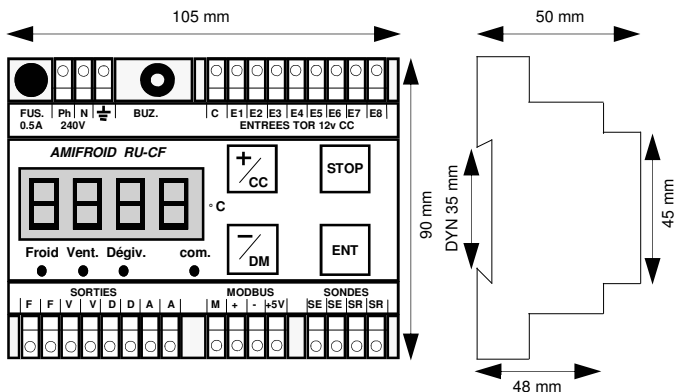 105 mm
50 mm
FUS. Ph N BUZ. C E1 E2 E3 E4 E5 E6 E7 E8
0.5A 240V ENTREES TOR 12v CC
AMIFROID RU-CF
+/CC STOP
8888 °C
-/DM ENT
Froid Vent. Dégiv. com.
SORTIES MODBUS SONDES
F F V V D D A A M + - +5V SE SE SR SR
90 mm
DYN 35 mm
45 mm
48 mm